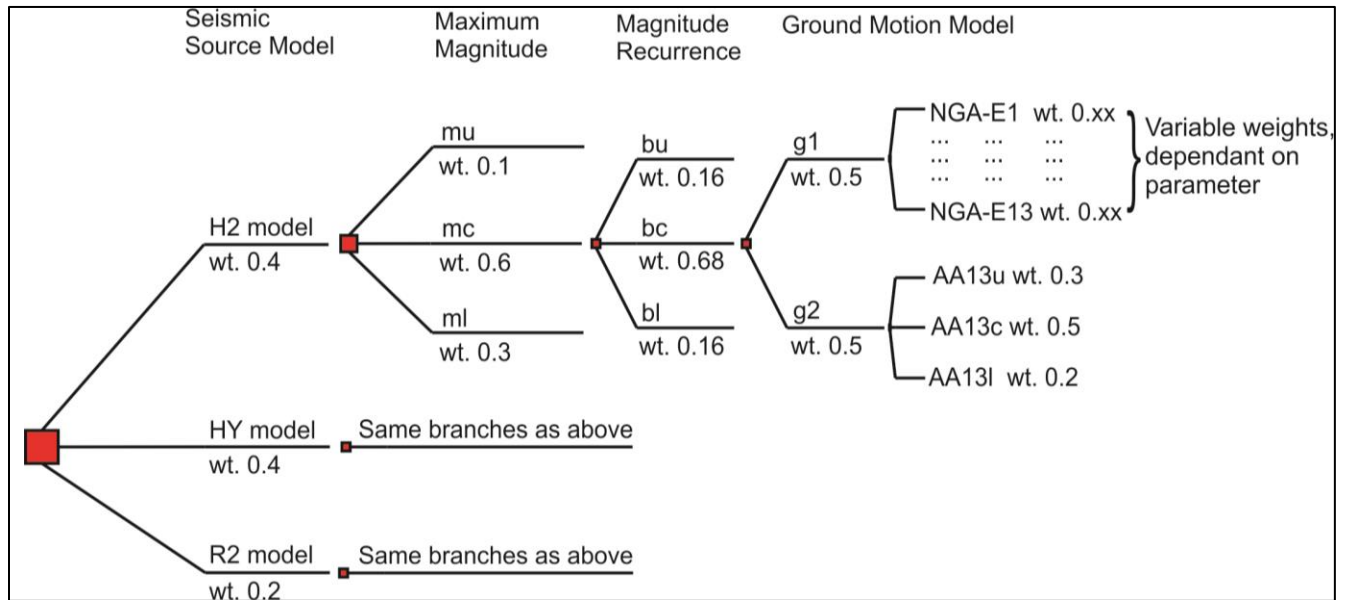 Seismic
Source Model
Maximum
Magnitude
Magnitude
Recurrence
Ground Motion Model
H2 model
wt. 0.4
mu
wt. 0.1
mc
wt. 0.6
ml
wt. 0.3
bu
wt. 0.16
bc
wt. 0.68
bl
wt. 0.16
g1
wt. 0.5
g2
wt. 0.5
NGA-E1 wt. 0.xx
... ... ...
... ... ...
... ... ...
NGA-E13 wt. 0.xx
Variable weights,
dependant on
parameter
AA13u wt. 0.3
AA13c wt. 0.5
AA13l wt. 0.2
HY model
wt. 0.4
Same branches as above
R2 model
wt. 0.2
Same branches as above